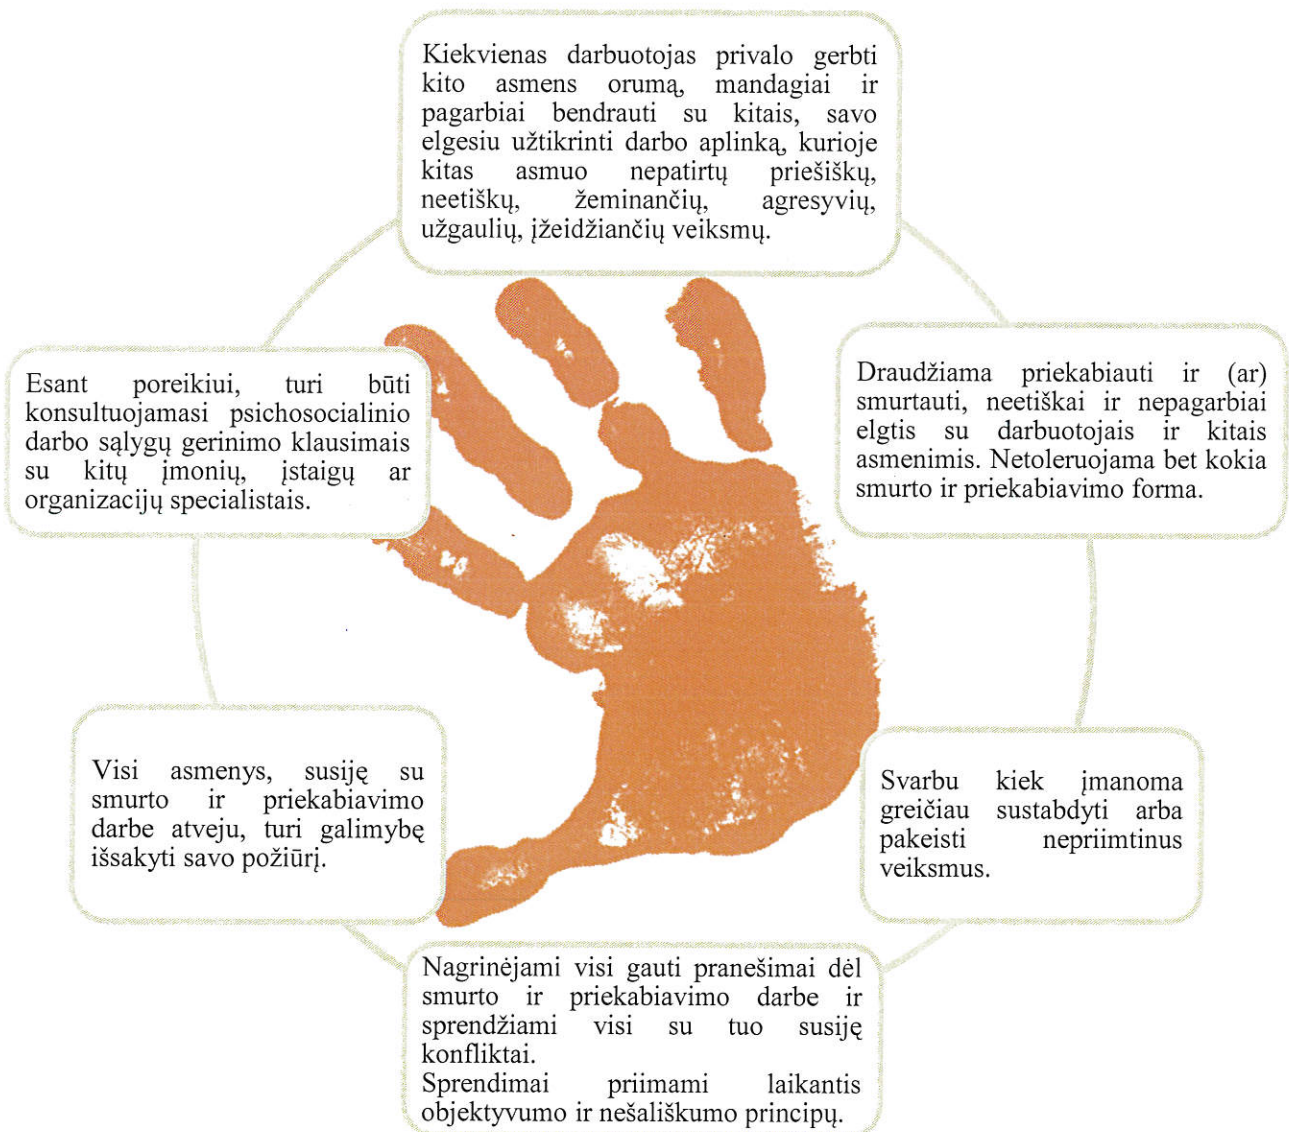 Kiekvienas darbuotojas privalo gerbti
kito asmens orumą, mandagiai ir
pagarbiai bendrauti su kitais, savo
elgesiu užtikrinti darbo aplinką, kurioje
kitas asmuo nepatirtų priešiškų,
neetiškų, žeminančių, agresyvių,
užgaulių, įžeidžiančių veiksmų.
Draudžiama priekabiauti ir (ar)
smurtauti, neetiškai ir nepagarbiai
elgtis su darbuotojais ir kitais
asmenimis. Netoleruojama bet kokia
smurto ir priekabiavimo forma.
Svarbu kiek įmanoma
greičiau sustabdyti arba
pakeisti nepriimtinus
veiksmus.
Nagrinėjami visi gauti pranešimai dėl
smurto ir priekabiavimo darbe ir
sprendžiami visi su tuo susiję
konfliktai.
Sprendimai priimami laikantis
objektyvumo ir nešališkumo principų.
Visi asmenys, susiję su
smurto ir priekabiavimo
darbe atveju, turi galimybę
išsakyti savo požiūrį.
Esant poreikiui, turi būti
konsultuojamasi psichosocialinio
darbo sąlygų gerinimo klausimais
su kitų įmonių, įstaigų ar
organizacijų specialistais.